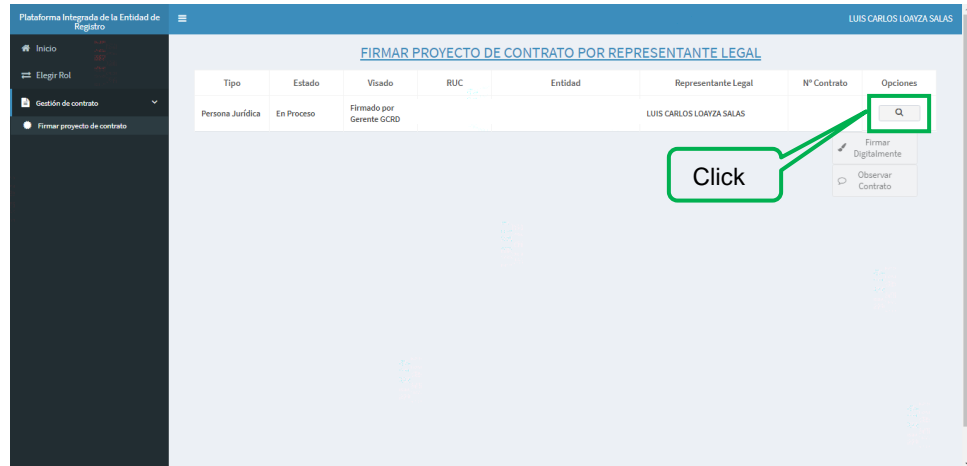 Plataforma Integrada de la Entidad de
Registro
LUIS CARLOS LOAYZA SALAS
Inicio
Elegir Rol
Gestión de contrato
Firmar proyecto de contrato
FIRMAR PROYECTO DE CONTRATO POR REPRESENTANTE LEGAL
Tipo Estado Visado RUC Entidad Representante Legal N° Contrato Opciones
Persona Jurídica En Proceso Firmado por
Gerente GCRD LUIS CARLOS LOAYZA SALAS
Firmar
Digitalmente
Observar
Contrato
Click